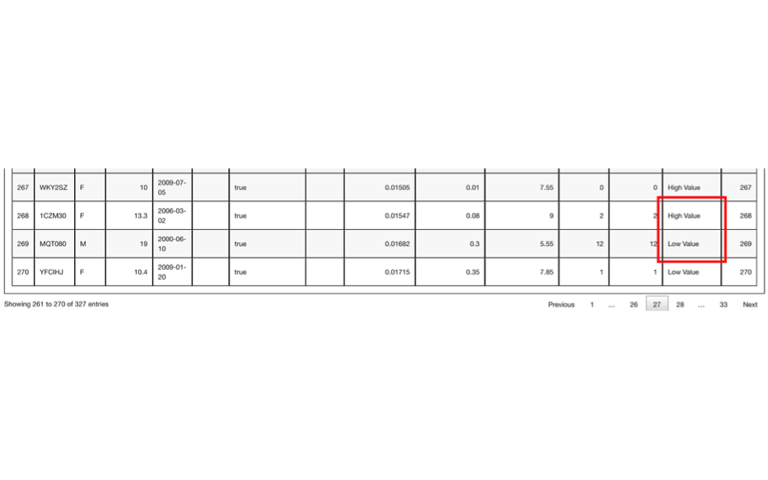 267 WKY2SZ F 10 2009-07- true 0.01505 0.01 7.55 0 0 High Value 267
05
268 1CZM30 F 13.3 2006-03- true 0.01547 0.08 9 2 2 High Value 268
02
269 MQT080 M 19 2000-06- true 0.01682 0.3 5.55 12 12 Low Value 269
10
270 YFCIHJ F 10.4 2009-01- true 0.01715 0.35 7.85 1 1 Low Value 270
20
Showing 261 to 270 of 327 entries Previous 1 ... 26 27 28 ... 33 Next